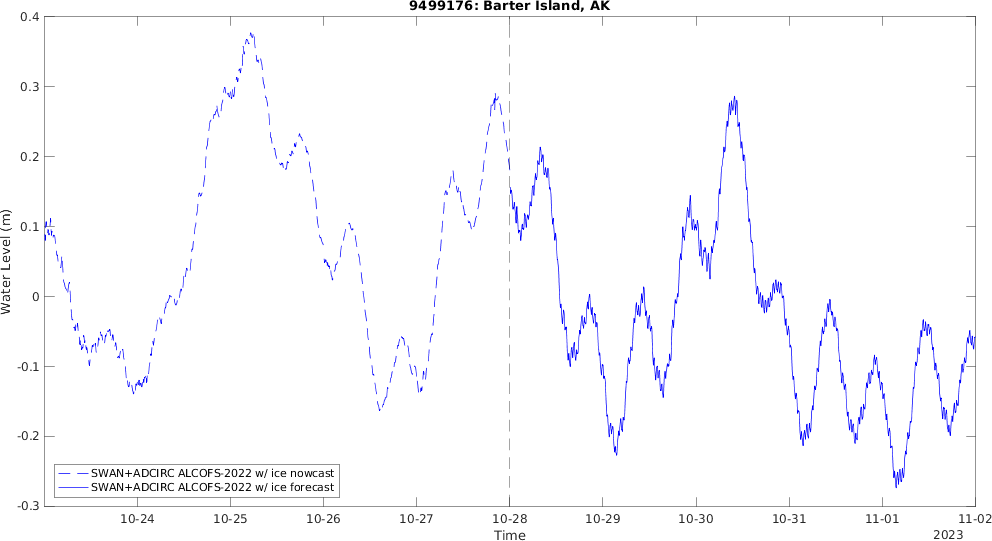 9499176: Barter Island, AK
0.4
0.3
0.2
0.1
0
-0.1
-0.2
-0.3
Water Level (m)
SWAN+ADCIRC ALCOFS-2022 w/ ice nowcast
SWAN+ADCIRC ALCOFS-2022 w/ ice forecast
10-24 10-25 10-26 10-27 10-28 10-29 10-30 10-31 11-01 11-02
Time
2023